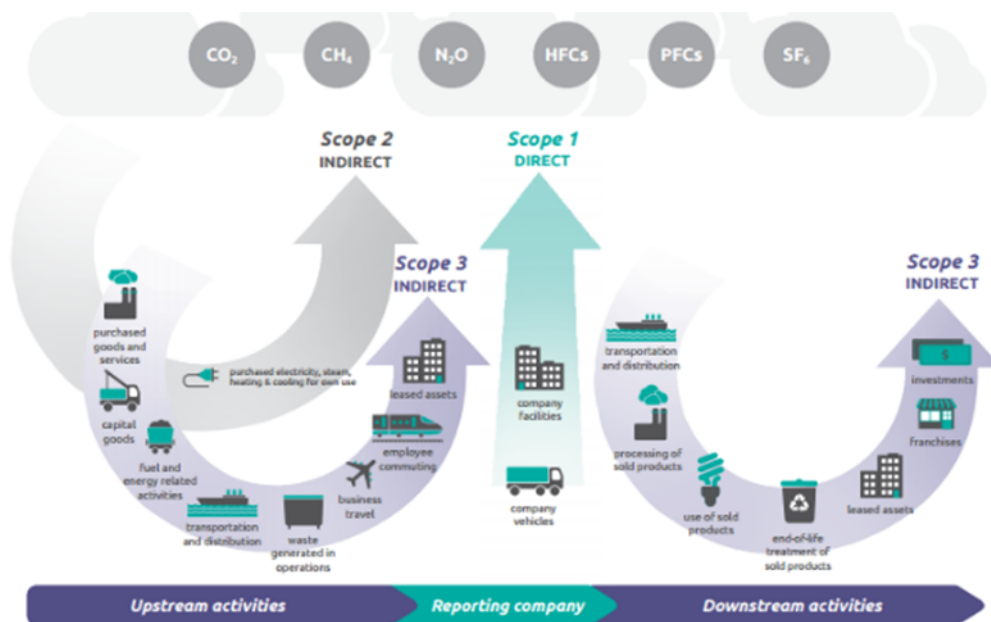 CO₂ CH₄ N₂O HFCs PFCs SF₆
Scope 2
INDIRECT
Scope 1
DIRECT
Scope 3
INDIRECT
Scope 3
INDIRECT
purchased
goods and
services
capital
goods
fuel and
energy related
activities
purchased electricity, steam,
heating & cooling for own use
transportation
and distribution
waste
generated in
operations
business
travel
employee
commuting
leased assets
company
facilities
company
vehicles
transportation
and distribution
processing of
sold products
use of sold
products
end-of-life
treatment of
sold products
leased assets
franchises
$
investments
Upstream activities
Reporting company
Downstream activities